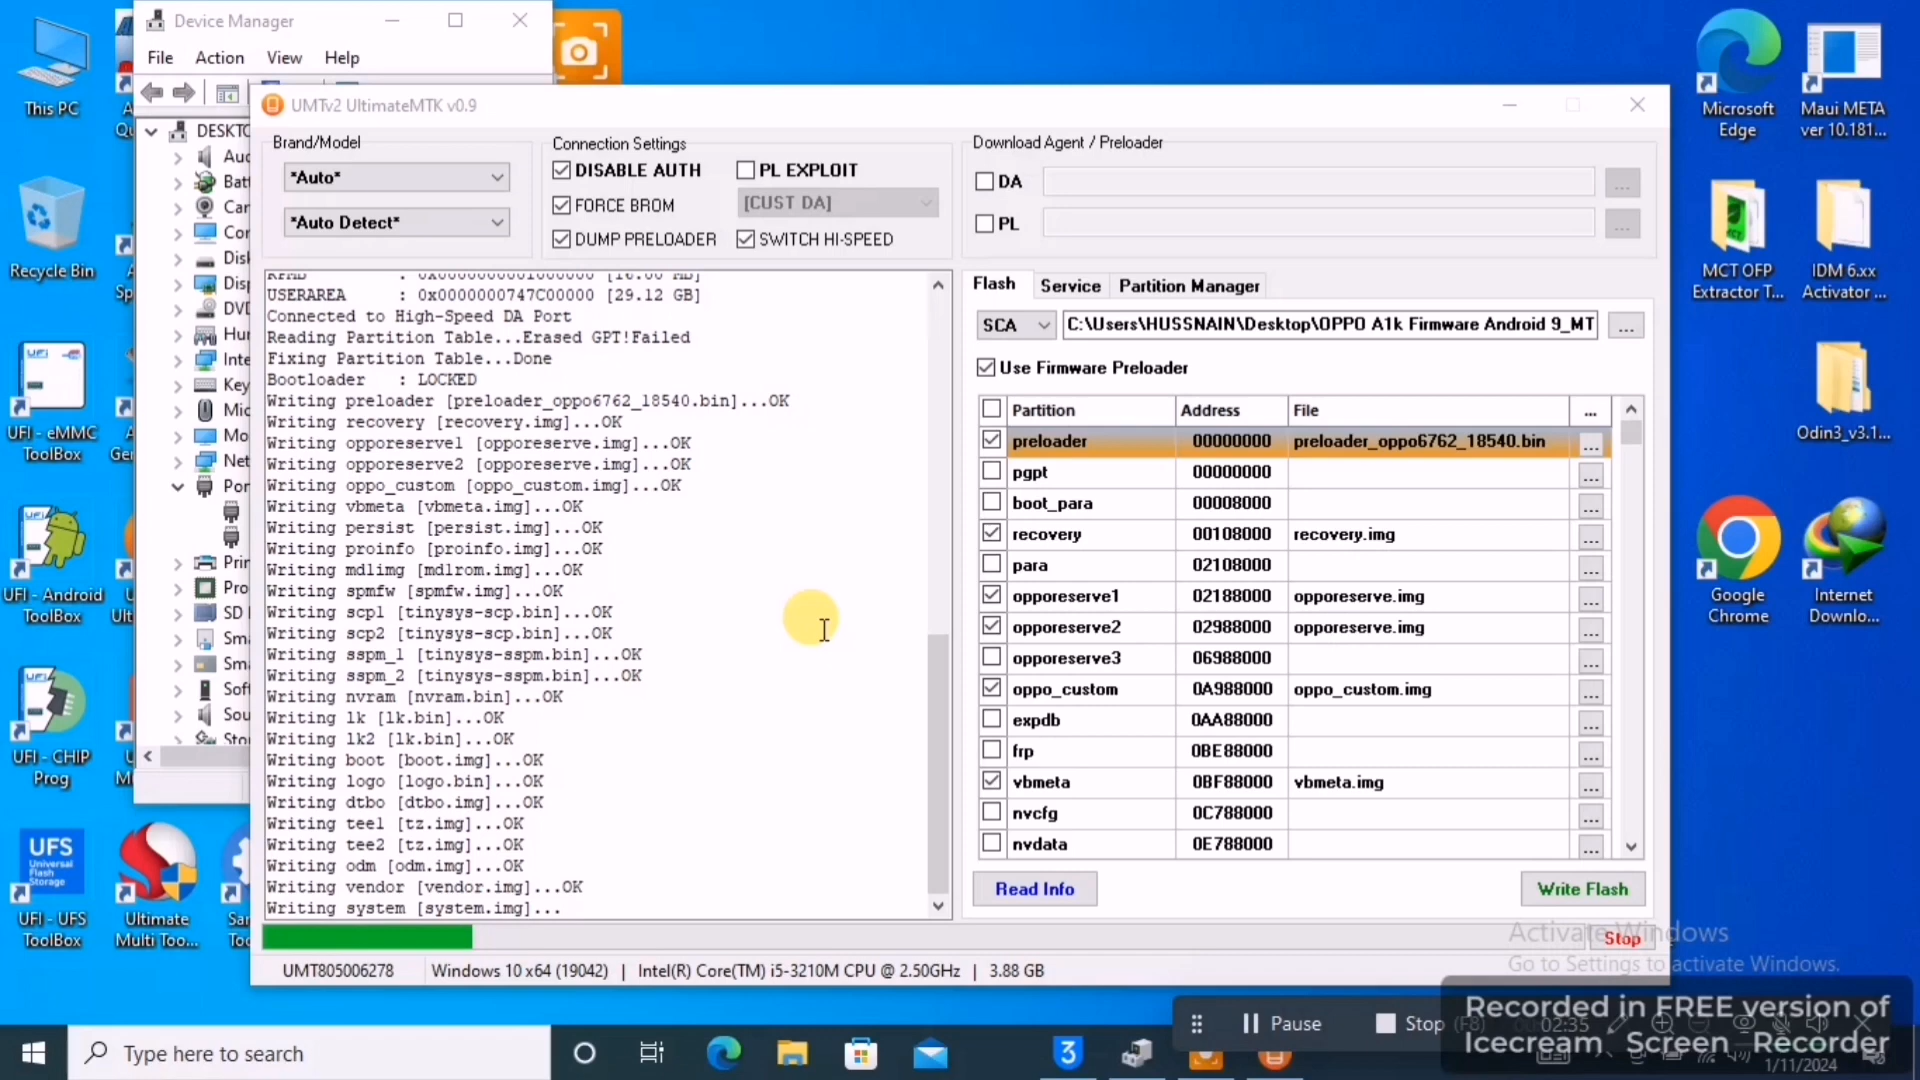 Device Manager
File Action View Help
This PC
Recycle Bin
UFI - eMMC
ToolBox
UFI - Android
ToolBox
UFI - CHIP
Prog
UFS
Universal
Flash
Storage
UFI - UFS
ToolBox
Ultimate
Multi Too...
UMTv2 UltimateMTK v0.9
Brand/Model
*Auto*
*Auto Detect*
Connection Settings
DISABLE AUTH
PL EXPLOIT
FORCE BROM
[CUST DA]
DUMP PRELOADER
SWITCH HI-SPEED
Download Agent / Preloader
DA
PL
USERAREA : 0x0000000747C00000 [29.12 GB]
Connected to High-Speed DA Port
Reading Partition Table...Erased GPT!Failed
Fixing Partition Table...Done
Bootloader : LOCKED
Writing preloader [preloader_oppo6762_18540.bin]...OK
Writing recovery [recovery.img]...OK
Writing opporeserve1 [opporeserve.img]...OK
Writing opporeserve2 [opporeserve.img]...OK
Writing oppo_custom [oppo_custom.img]...OK
Writing vbmeta [vbmeta.img]...OK
Writing persist [persist.img]...OK
Writing proinfo [proinfo.img]...OK
Writing mdlimg [mdlrom.img]...OK
Writing spmfw [spmfw.img]...OK
Writing scp1 [tinysys-scp.bin]...OK
Writing scp2 [tinysys-scp.bin]...OK
Writing sspm_1 [tinysys-sspm.bin]...OK
Writing sspm_2 [tinysys-sspm.bin]...OK
Writing nvram [nvram.bin]...OK
Writing lk [lk.bin]...OK
Writing lk2 [lk.bin]...OK
Writing boot [boot.img]...OK
Writing logo [logo.bin]...OK
Writing dtbo [dtbo.img]...OK
Writing tee1 [tz.img]...OK
Writing tee2 [tz.img]...OK
Writing odm [odm.img]...OK
Writing vendor [vendor.img]...OK
Writing system [system.img]...
Flash Service Partition Manager
SCA C:\Users\HUSSNAIN\Desktop\OPPO A1k Firmware Android 9_MT ...
Use Firmware Preloader
Partition Address File ...
preloader 00000000 preloader_oppo6762_18540.bin ...
pgpt 00000000 ...
boot_para 00008000 ...
recovery 00108000 recovery.img ...
para 02108000 ...
opporeserve1 02188000 opporeserve.img ...
opporeserve2 02988000 opporeserve.img ...
opporeserve3 06988000 ...
oppo_custom 0A988000 oppo_custom.img ...
expdb 0AA88000 ...
frp 0BE88000 ...
vbmeta 0BF88000 vbmeta.img ...
nvcfg 0C788000 ...
nvdata 0E788000 ...
Read Info
Write Flash
Stop
UMT805006278 Windows 10 x64 (19042) | Intel(R) Core(TM) i5-3210M CPU @ 2.50GHz | 3.88 GB
Microsoft
Edge
Maui META
ver 10.181...
MCT OFP
Extractor T...
IDM 6.xx
Activator ...
Odin3_v3.1...
Google
Chrome
Internet
Downlo...
Activate Windows
Go to Settings to activate Windows.
Pause Stop (F8) 02:35
Recorded in FREE version of
Icecream Screen Recorder
Type here to search
1/11/2024